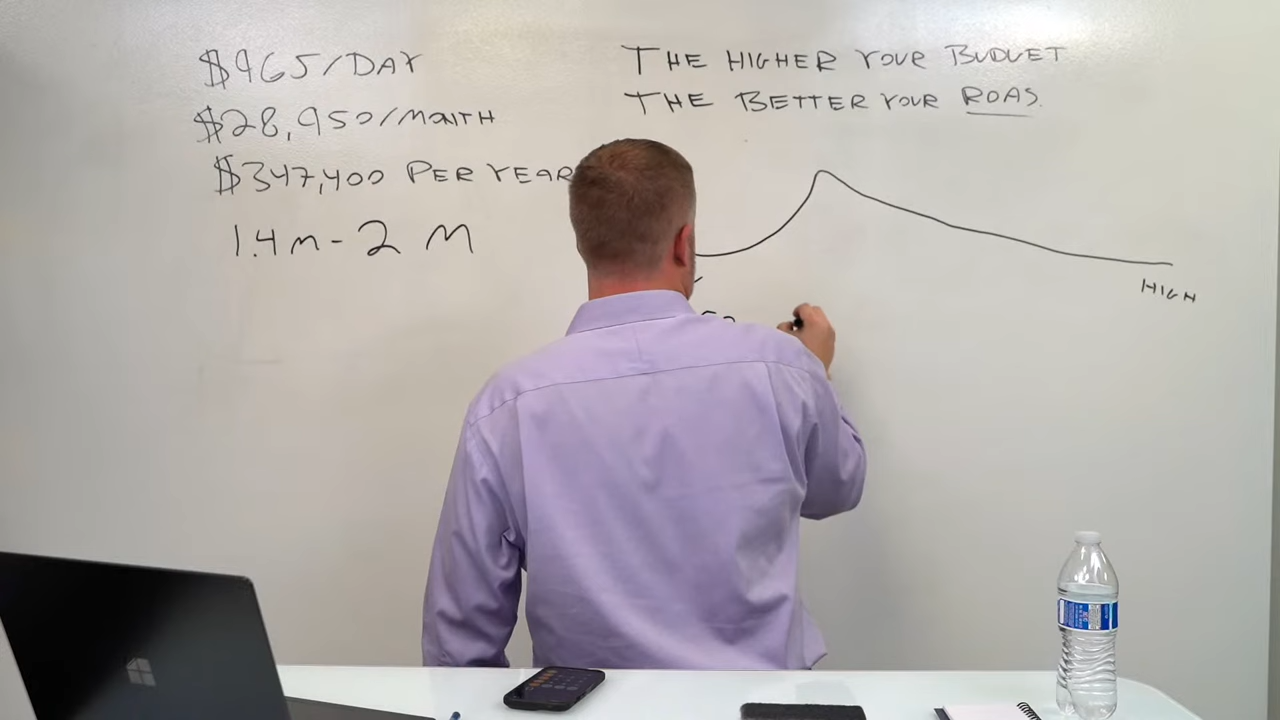 $965/DAY
$28,950/MONTH
$347,400 PER YEAR
1.4M - 2 M
THE HIGHER YOUR BUDGET
THE BETTER YOUR ROAS.
HIGH